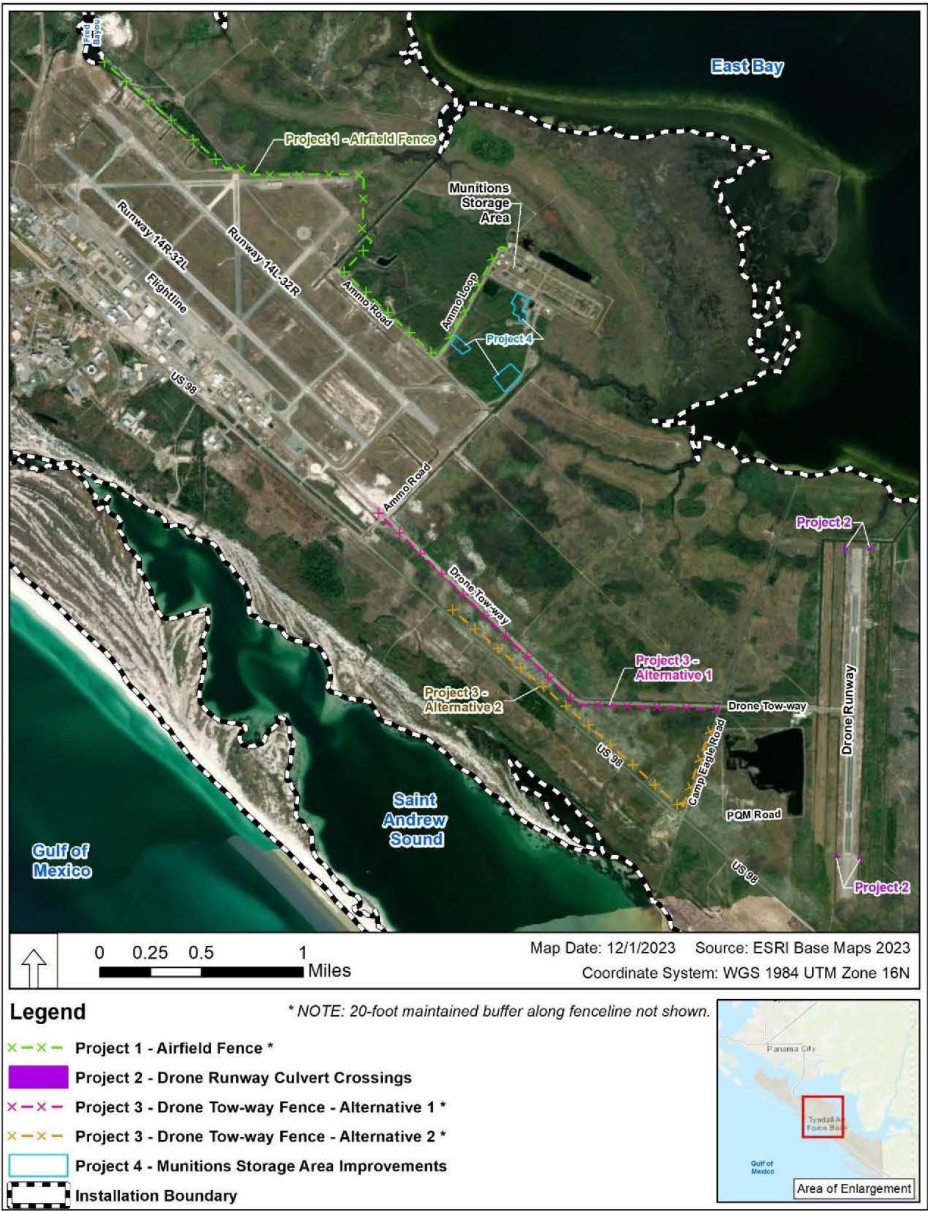 Fred
Bayou
East Bay
Project 1 - Airfield Fence
Munitions
Storage
Area
Runway 14R-32L
Runway 14L-32R
Flightline
Ammo Road
Ammo Loop
Project 4
US 98
Ammo Road
Project 2
Drone Tow-way
Project 3 -
Alternative 1
Project 3 -
Alternative 2
Drone Tow-way
Drone Runway
US 98
Camp Eagle Road
PQM Road
Saint
Andrew
Sound
Gulf of
Mexico
US 98
Project 2
0 0.25 0.5 1
Miles
Map Date: 12/1/2023 Source: ESRI Base Maps 2023
Coordinate System: WGS 1984 UTM Zone 16N
Legend
* NOTE: 20-foot maintained buffer along fenceline not shown.
Project 1 - Airfield Fence *
Project 2 - Drone Runway Culvert Crossings
Project 3 - Drone Tow-way Fence - Alternative 1 *
Project 3 - Drone Tow-way Fence - Alternative 2 *
Project 4 - Munitions Storage Area Improvements
Installation Boundary
Panama City
Tyndall Air
Force Base
Gulf of
Mexico
Area of Enlargement